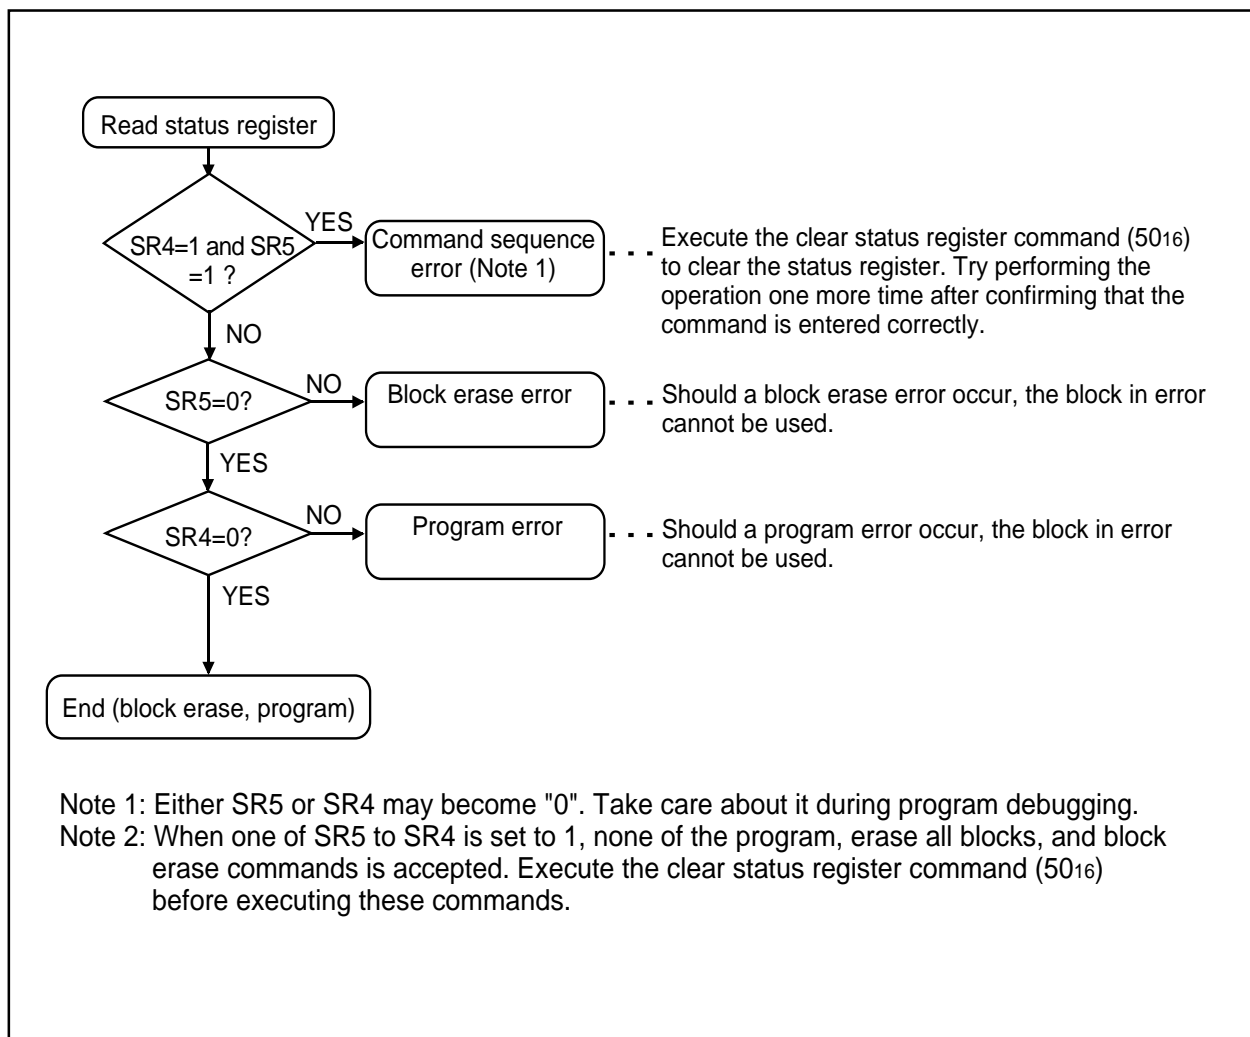 Read status register
SR4=1 and SR5
=1 ?
YES
Command sequence
error (Note 1)
Execute the clear status register command (5016)
to clear the status register. Try performing the
operation one more time after confirming that the
command is entered correctly.
NO
SR5=0?
NO
Block erase error
Should a block erase error occur, the block in error
cannot be used.
YES
SR4=0?
NO
Program error
Should a program error occur, the block in error
cannot be used.
YES
End (block erase, program)
Note 1: Either SR5 or SR4 may become "0". Take care about it during program debugging.
Note 2: When one of SR5 to SR4 is set to 1, none of the program, erase all blocks, and block
erase commands is accepted. Execute the clear status register command (5016)
before executing these commands.